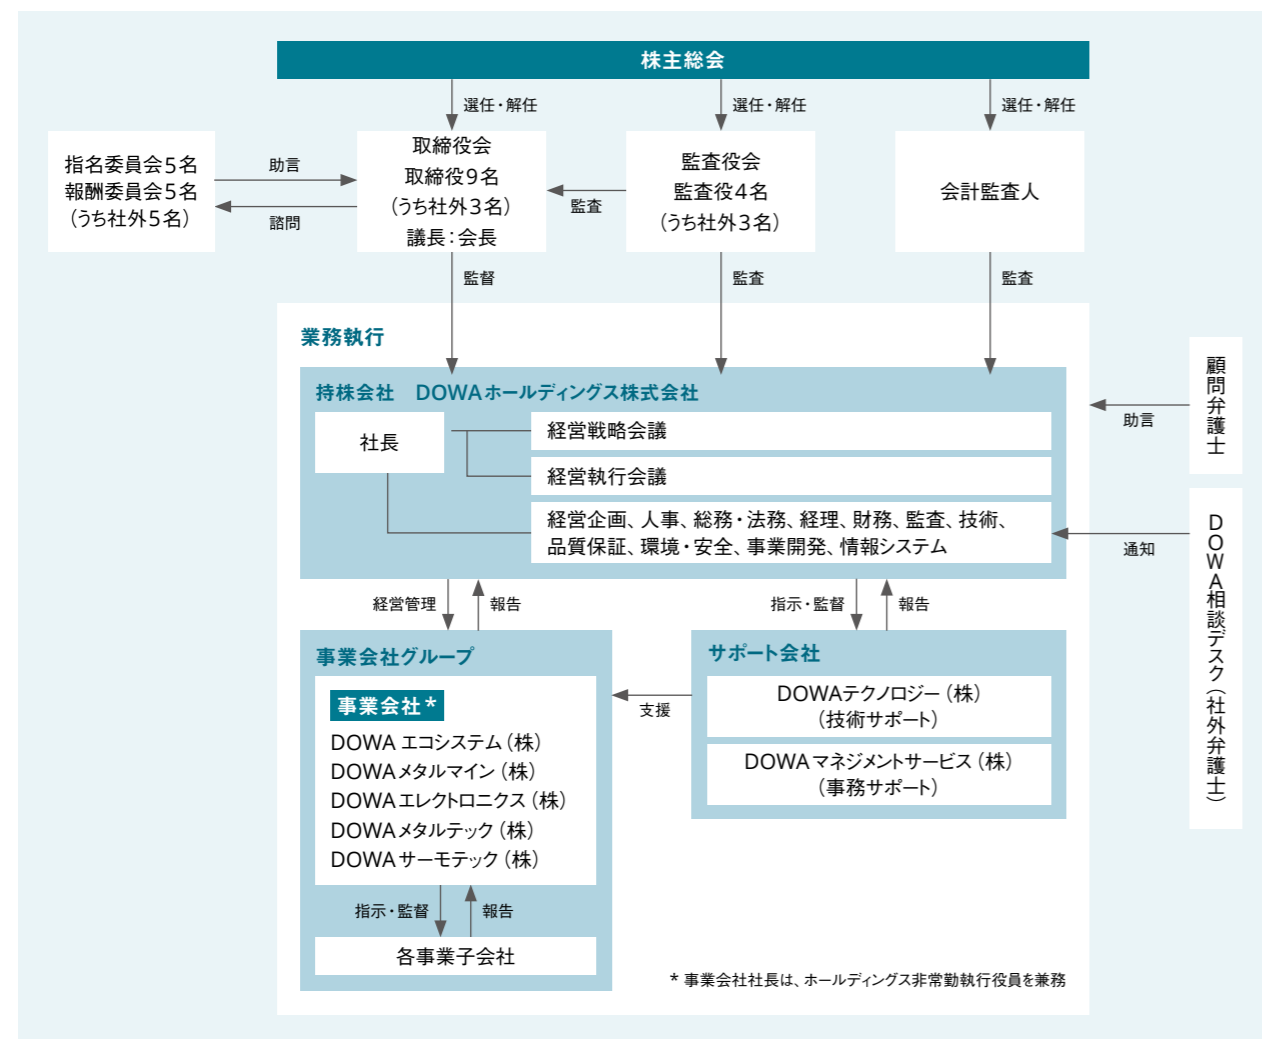 株主総会
選任・解任
選任・解任
選任・解任
指名委員会5名
報酬委員会5名
(うち社外5名)
助言
諮問
取締役会
取締役9名
(うち社外3名)
議長:会長
監査
監査役会
監査役4名
(うち社外3名)
会計監査人
監督
監査
監査
業務執行
持株会社 DOWAホールディングス株式会社
社長
経営戦略会議
経営執行会議
経営企画、人事、総務・法務、経理、財務、監査、技術、
品質保証、環境・安全、事業開発、情報システム
顧問弁護士
助言
DOWA相談デスク(社外弁護士)
通知
経営管理
報告
指示・監督
報告
事業会社グループ
事業会社*
DOWA エコシステム(株)
DOWAメタルマイン(株)
DOWAエレクトロニクス(株)
DOWAメタルテック(株)
DOWAサーモテック(株)
指示・監督
報告
各事業子会社
支援
サポート会社
DOWAテクノロジー(株)
(技術サポート)
DOWAマネジメントサービス(株)
(事務サポート)
* 事業会社社長は、ホールディングス非常勤執行役員を兼務